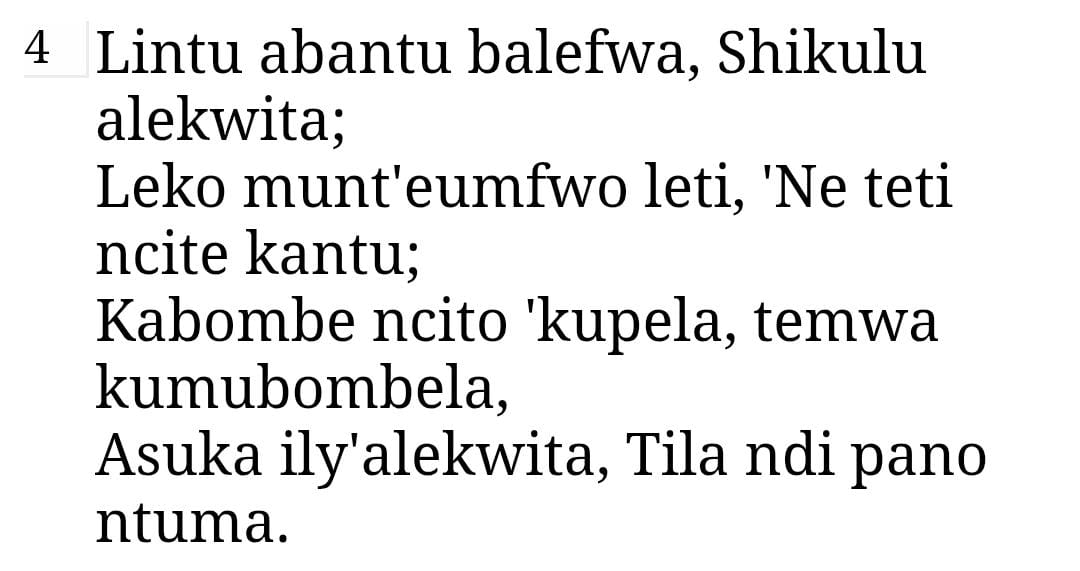 4 Lintu abantu balefwa, Shikulu
alekwita;
Leko munt'eumfwo leti, 'Ne teti
ncite kantu;
Kabombe ncito 'kupela, temwa
kumubombela,
Asuka ily'alekwita, Tila ndi pano
ntuma.